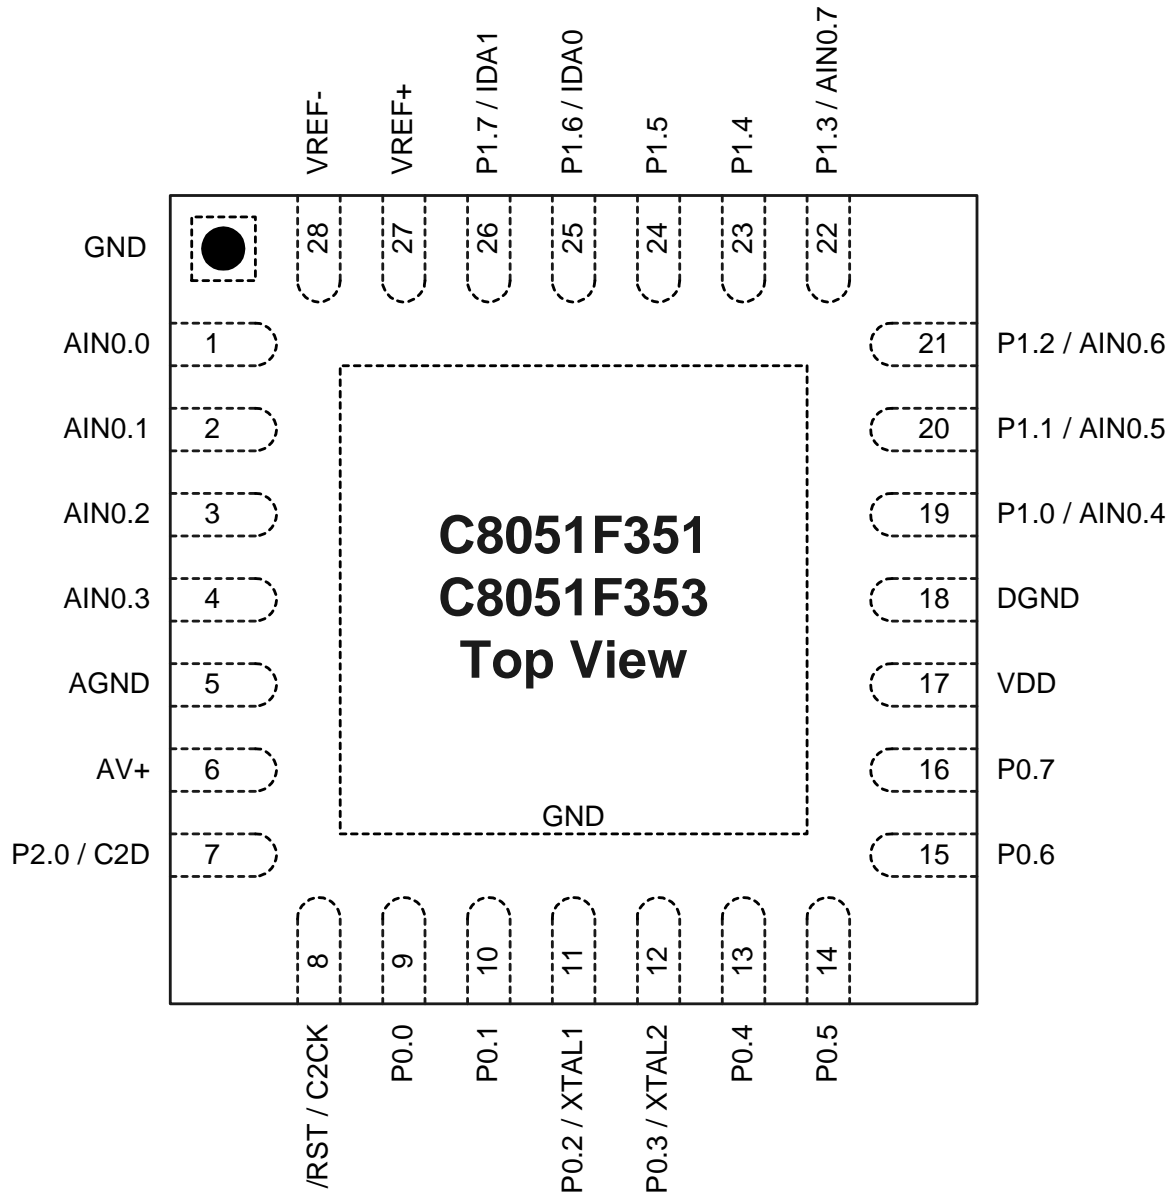 VREF-
VREF+
P1.7 / IDA1
P1.6 / IDA0
P1.5
P1.4
P1.3 / AIN0.7
28
27
26
25
24
23
22
GND
AIN0.0
1
21
P1.2 / AIN0.6
AIN0.1
2
20
P1.1 / AIN0.5
AIN0.2
3
19
P1.0 / AIN0.4
C8051F351
C8051F353
Top View
AIN0.3
4
18
DGND
AGND
5
17
VDD
AV+
6
16
P0.7
GND
P2.0 / C2D
7
15
P0.6
8
9
10
11
12
13
14
/RST / C2CK
P0.0
P0.1
P0.2 / XTAL1
P0.3 / XTAL2
P0.4
P0.5